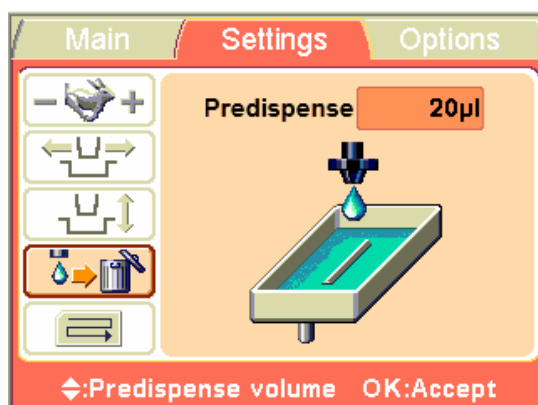 Main Settings Options
Predispense 20µl
:Predispense volume OK:Accept